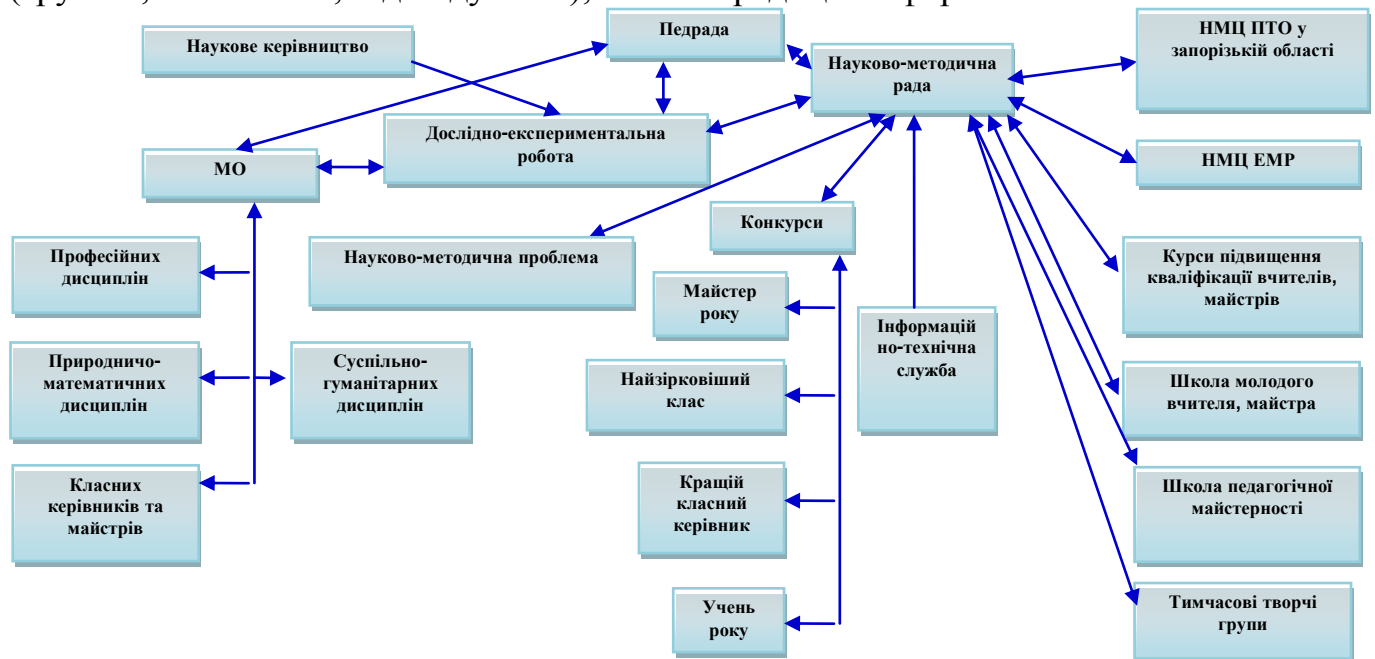 Наукове керівництво
Педрада
Науково-методична
рада
НМЦ ПТО у
запорізькій області
Дослідно-експериментальна
робота
МО
НМЦ ЕМР
Конкурси
Професійних
дисциплін
Науково-методична проблема
Курси підвищення
кваліфікації вчителів,
майстрів
Майстер
року
Інформацій
но-технічна
служба
Природничо-
математичних
дисциплін
Суспільно-
гуманітарних
дисциплін
Найзірковіший
клас
Школа молодого
вчителя, майстра
Класних
керівників та
майстрів
Кращій
класний
керівник
Школа педагогічної
майстерності
Учень
року
Тимчасові творчі
групи